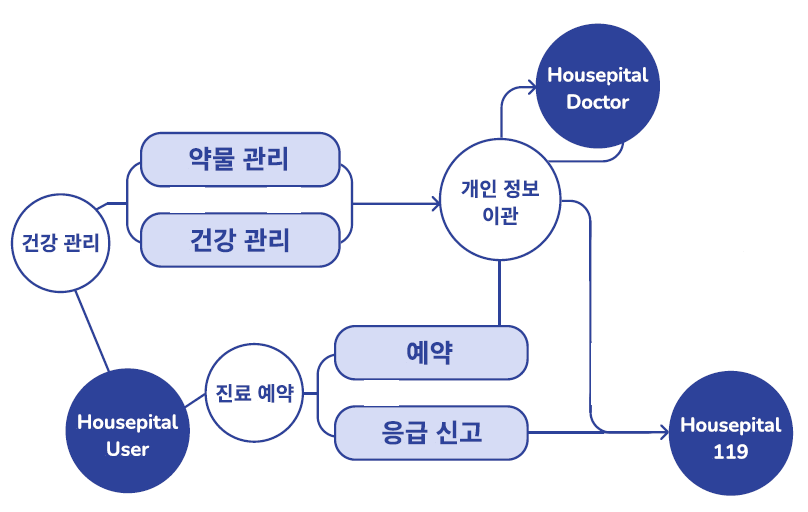 Housepital
Doctor
약물 관리
개인 정보
이관
건강 관리
건강 관리
예약
진료 예약
Housepital
User
응급 신고
Housepital
119